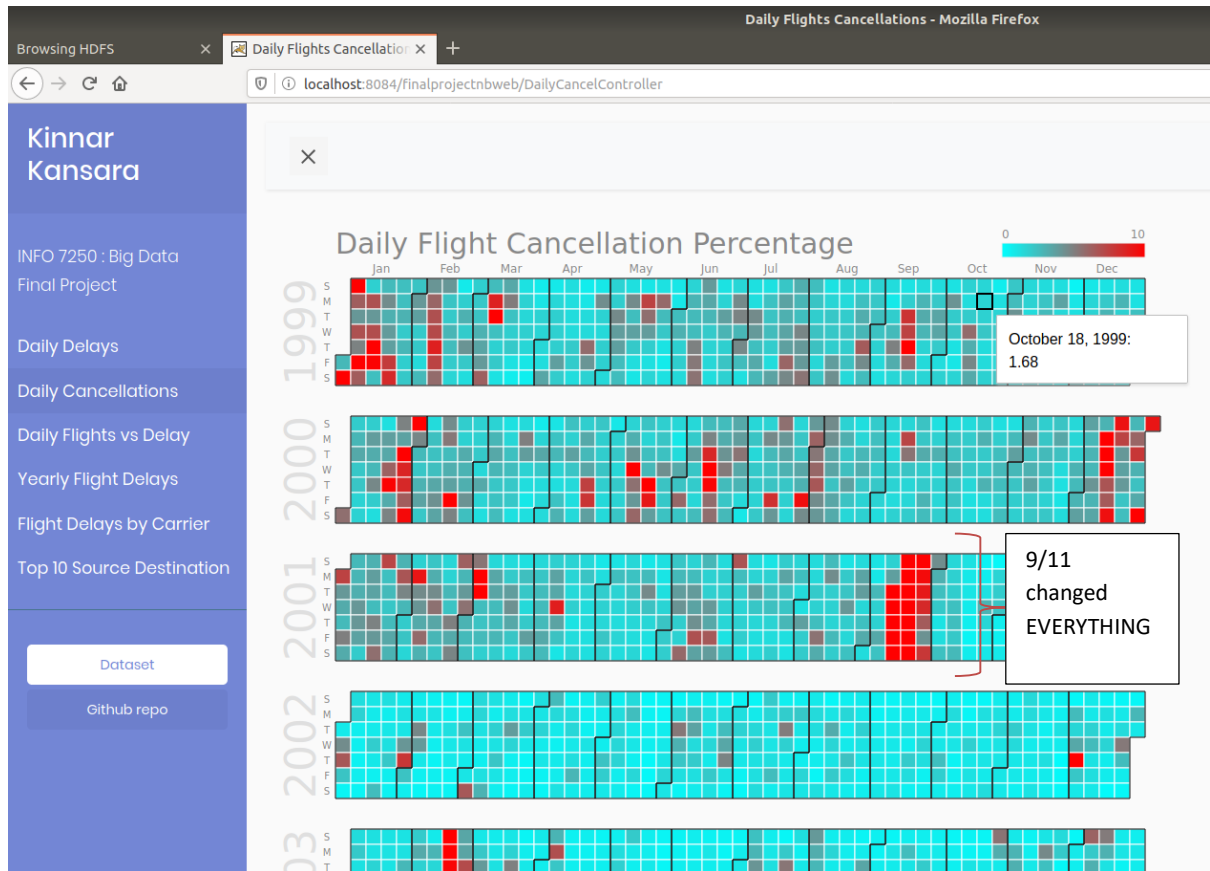 Daily Flights Cancellations - Mozilla Firefox
Browsing HDFS
Daily Flights Cancellation
localhost:8084/finalprojectnbweb/DailyCancelController
Kinnar
Kansara
INFO 7250 : Big Data
Final Project
Daily Delays
Daily Cancellations
Daily Flights vs Delay
Yearly Flight Delays
Flight Delays by Carrier
Top 10 Source Destination
Dataset
Github repo
Daily Flight Cancellation Percentage
0 10
Jan Feb Mar Apr May Jun Jul Aug Sep Oct Nov Dec
1999
S
M
T
W
T
F
S
October 18, 1999:
1.68
2000
S
M
T
W
T
F
S
2001
S
M
T
W
T
F
S
9/11
changed
EVERYTHING
2002
S
M
T
W
T
F
S
03
S
M
T